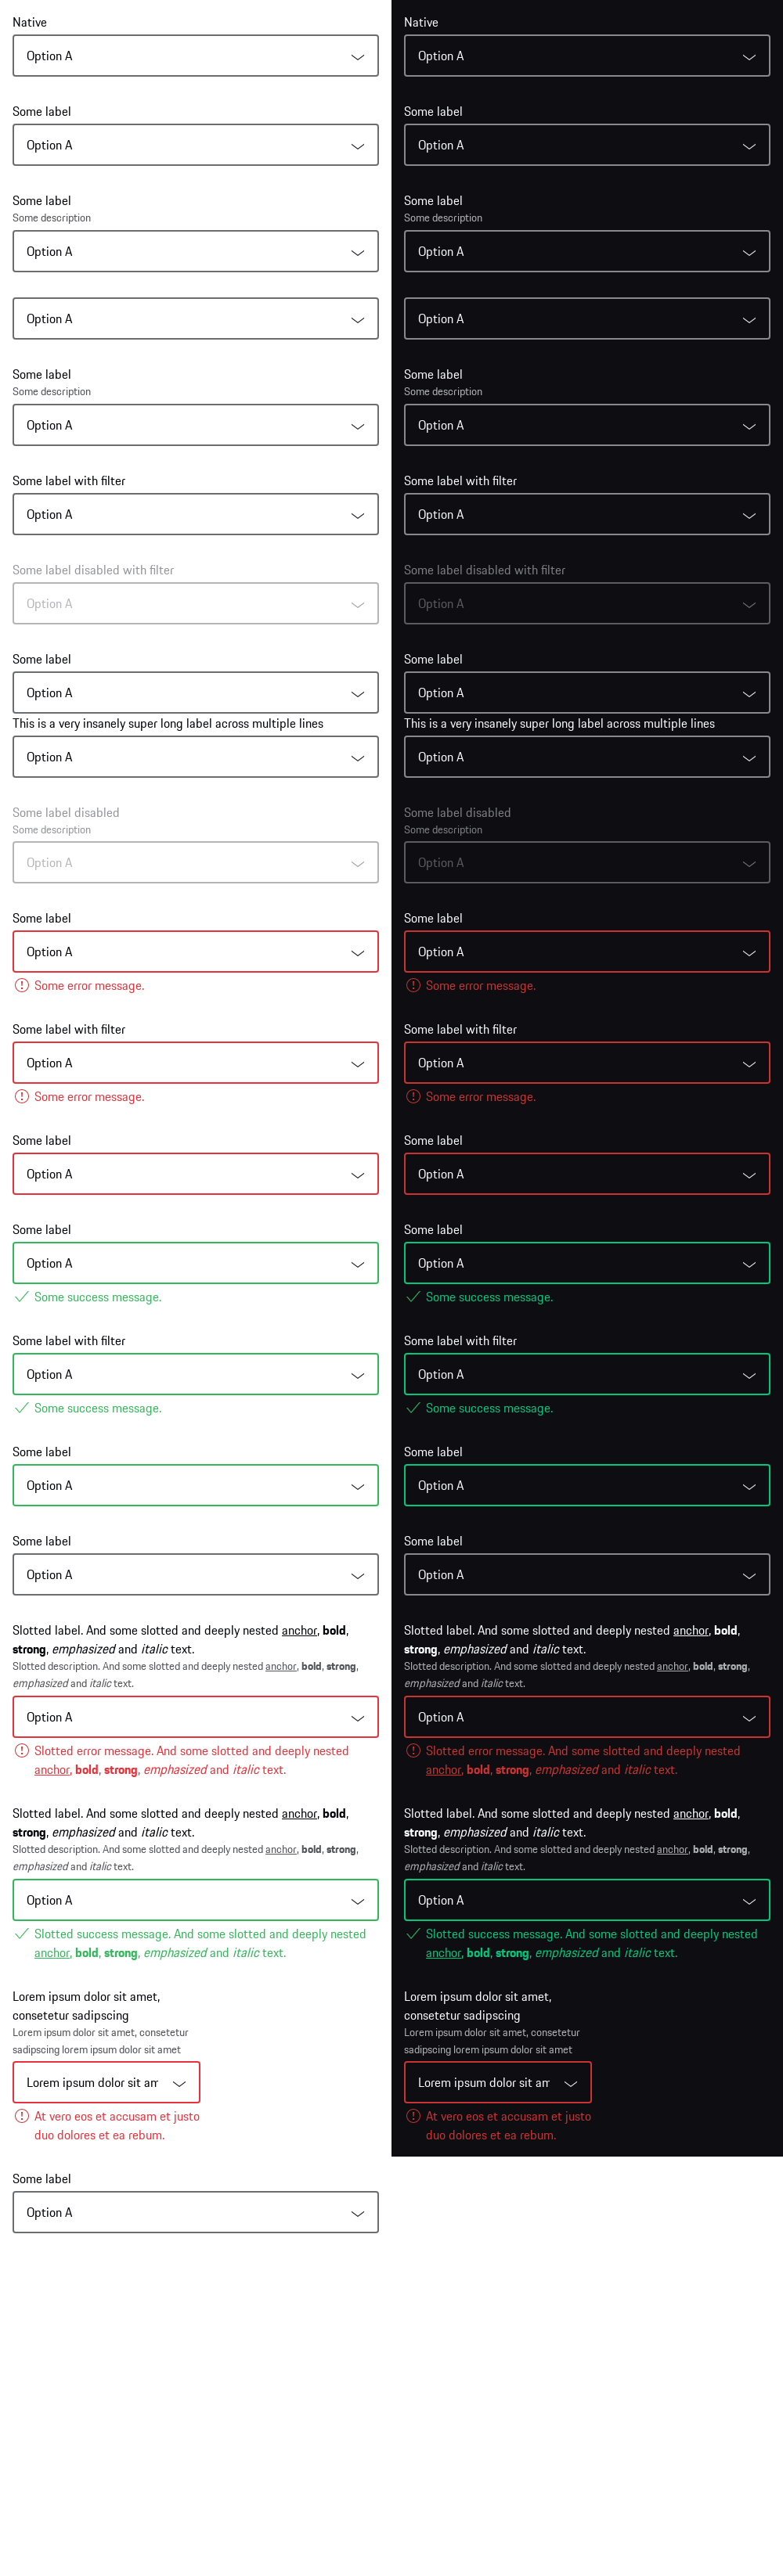 Native
Option A
Some label
Option A
Some label
Some description
Option A
Option A
Some label
Some description
Option A
Some label with filter
Option A
Some label disabled with filter
Option A
Some label
Option A
This is a very insanely super long label across multiple lines
Option A
Some label disabled
Some description
Option A
Some label
Option A
Some error message.
Some label with filter
Option A
Some error message.
Some label
Option A
Some label
Option A
Some success message.
Some label with filter
Option A
Some success message.
Some label
Option A
Some label
Option A
Slotted label. And some slotted and deeply nested anchor, bold,
strong, emphasized and italic text.
Slotted description. And some slotted and deeply nested anchor, bold, strong,
emphasized and italic text.
Option A
Slotted error message. And some slotted and deeply nested
anchor, bold, strong, emphasized and italic text.
Slotted label. And some slotted and deeply nested anchor, bold,
strong, emphasized and italic text.
Slotted description. And some slotted and deeply nested anchor, bold, strong,
emphasized and italic text.
Option A
Slotted success message. And some slotted and deeply nested
anchor, bold, strong, emphasized and italic text.
Lorem ipsum dolor sit amet,
consetetur sadipscing
Lorem ipsum dolor sit amet, consetetur
sadipscing lorem ipsum dolor sit amet
Lorem ipsum dolor sit am
At vero eos et accusam et justo
duo dolores et ea rebum.
Some label
Option A
Native
Option A
Some label
Option A
Some label
Some description
Option A
Option A
Some label
Some description
Option A
Some label with filter
Option A
Some label disabled with filter
Option A
Some label
Option A
This is a very insanely super long label across multiple lines
Option A
Some label disabled
Some description
Option A
Some label
Option A
Some error message.
Some label with filter
Option A
Some error message.
Some label
Option A
Some label
Option A
Some success message.
Some label with filter
Option A
Some success message.
Some label
Option A
Some label
Option A
Slotted label. And some slotted and deeply nested anchor, bold,
strong, emphasized and italic text.
Slotted description. And some slotted and deeply nested anchor, bold, strong,
emphasized and italic text.
Option A
Slotted error message. And some slotted and deeply nested
anchor, bold, strong, emphasized and italic text.
Slotted label. And some slotted and deeply nested anchor, bold,
strong, emphasized and italic text.
Slotted description. And some slotted and deeply nested anchor, bold, strong,
emphasized and italic text.
Option A
Slotted success message. And some slotted and deeply nested
anchor, bold, strong, emphasized and italic text.
Lorem ipsum dolor sit amet,
consetetur sadipscing
Lorem ipsum dolor sit amet, consetetur
sadipscing lorem ipsum dolor sit amet
Lorem ipsum dolor sit am
At vero eos et accusam et justo
duo dolores et ea rebum.